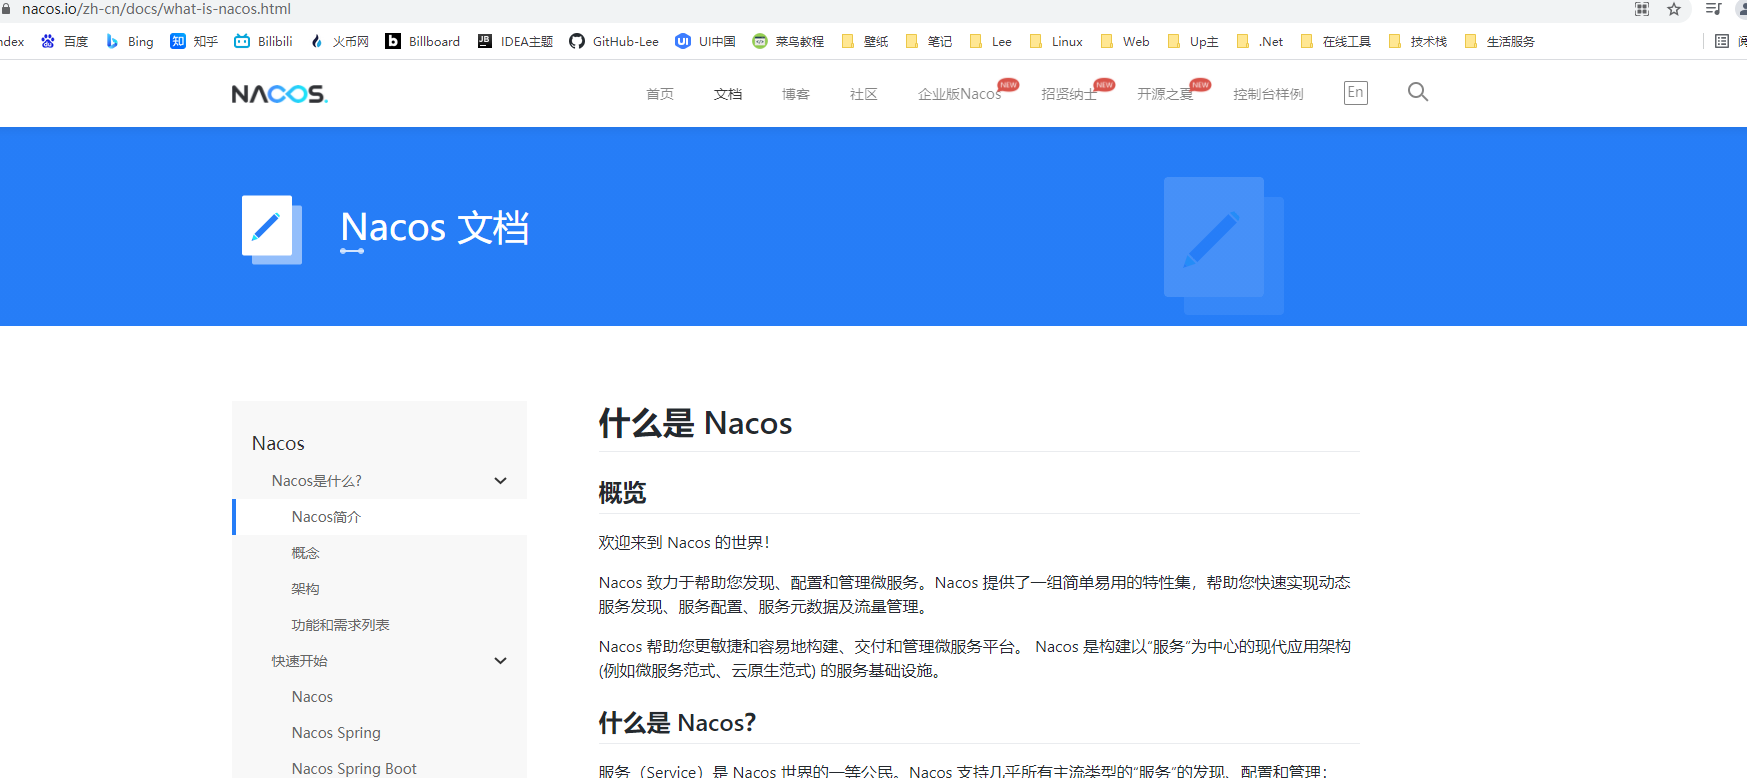 nacos.io/zh-cn/docs/what-is-nacos.html
ndex 百度 Bing 知乎 Bilibili 火币网 Billboard IDEA主题 GitHub-Lee UI中国 菜鸟教程 壁纸 笔记 Lee Linux Web Up主 .Net 在线工具 技术栈 生活服务
NACOS. 首页 文档 博客 社区 企业版Nacos NEW 招贤纳士 NEW 开源之夏 NEW 控制台样例 En
Nacos 文档
什么是 Nacos
Nacos
Nacos是什么?
概览
Nacos简介
欢迎来到 Nacos 的世界！
概念
Nacos 致力于帮助您发现、配置和管理微服务。Nacos 提供了一组简单易用的特性集，帮助您快速实现动态
架构
服务发现、服务配置、服务元数据及流量管理。
功能和需求列表
Nacos 帮助您更敏捷和容易地构建、交付和管理微服务平台。 Nacos 是构建以“服务”为中心的现代应用架构
快速开始
(例如微服务范式、云原生范式) 的服务基础设施。
Nacos
什么是 Nacos？
Nacos Spring
Nacos Spring Boot
服务（Service）是 Nacos 世界的一等公民。Nacos 支持几乎所有主流类型的“服务”的发现、配置和管理：